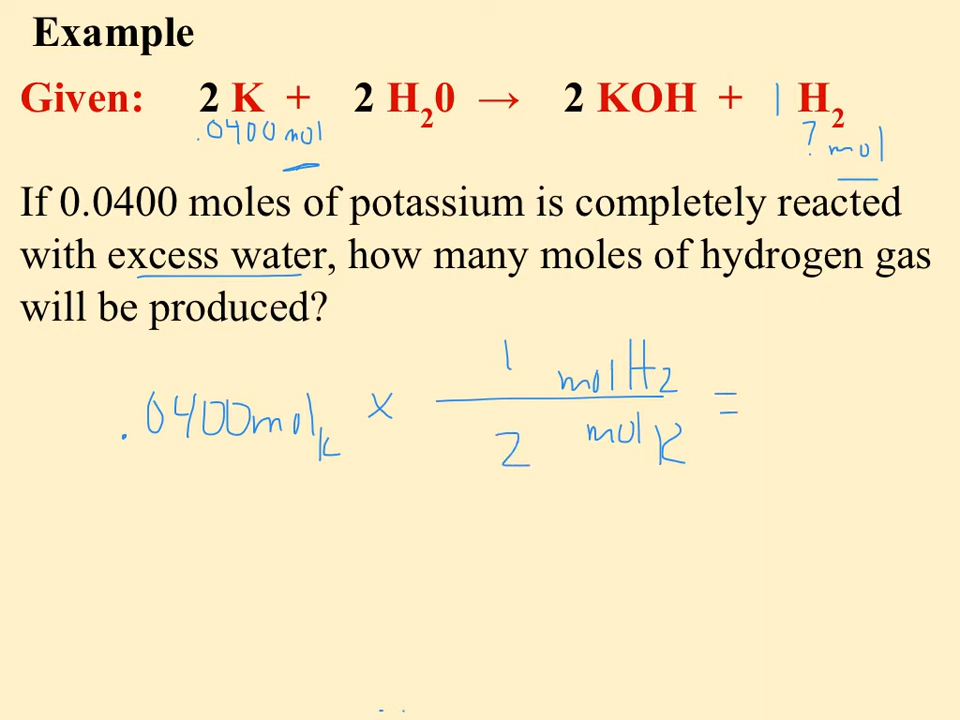 Example
Given: 2 K + 2 H₂0 → 2 KOH + 1 H₂
.0400 mol ? mol
If 0.0400 moles of potassium is completely reacted
with excess water, how many moles of hydrogen gas
will be produced?
1 mol H₂
.0400 mol K × =
2 mol K